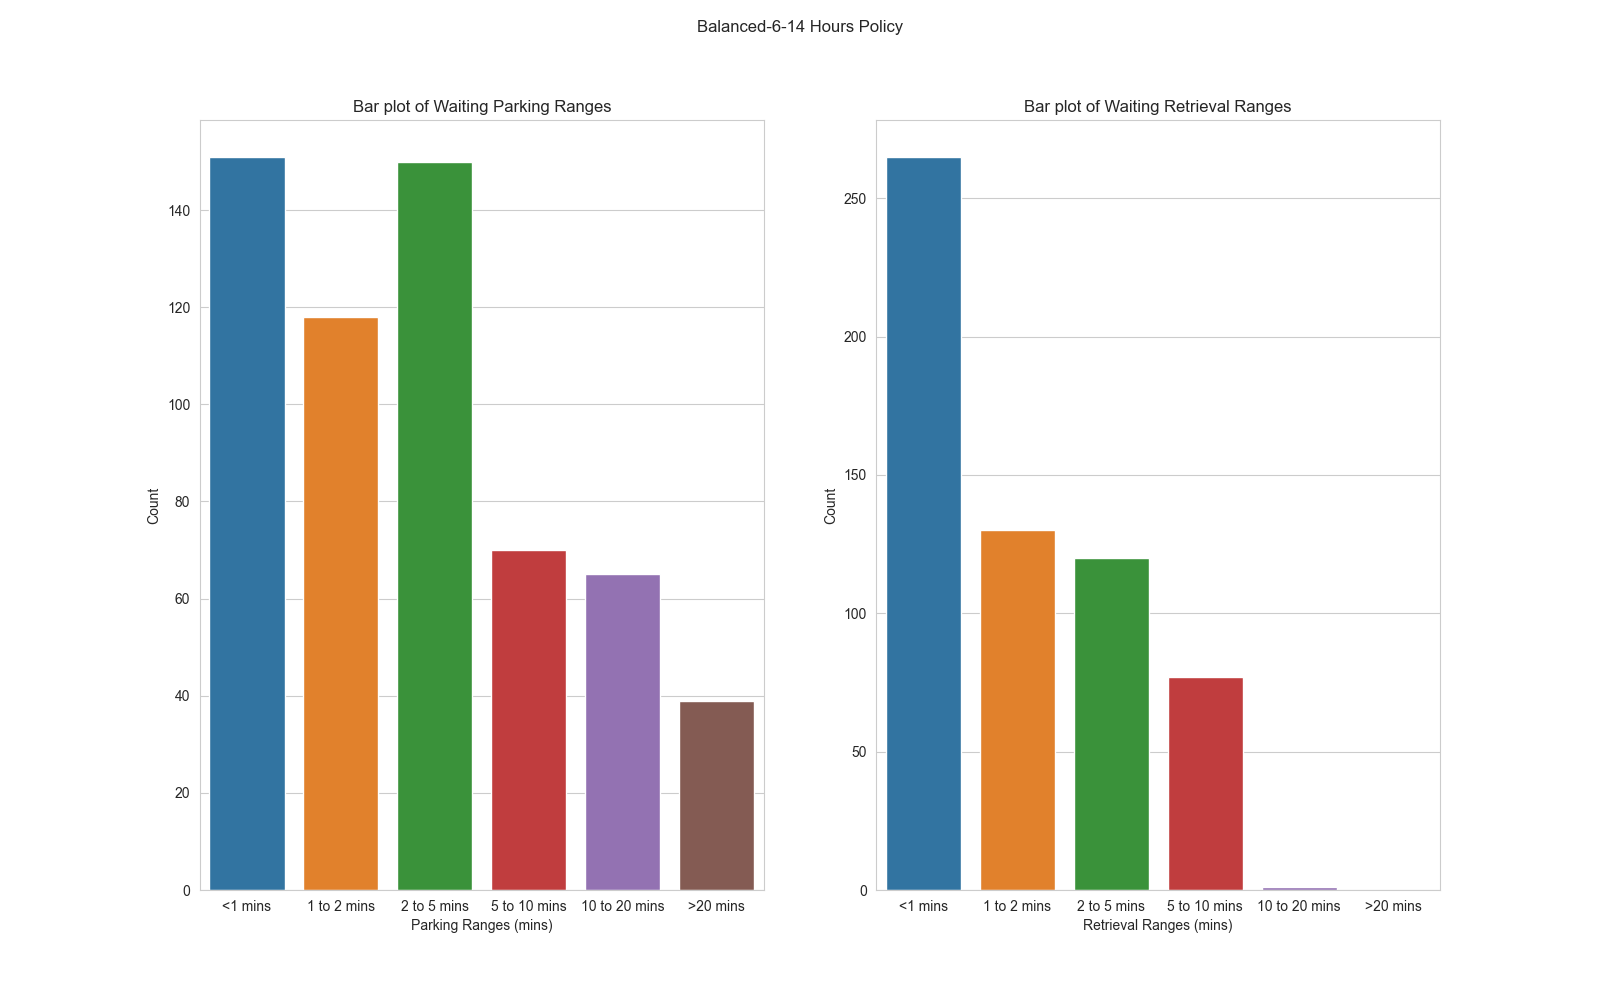 Balanced-6-14 Hours Policy
Bar plot of Waiting Parking Ranges
140
120
100
80
60
40
20
0
Count
<1 mins
1 to 2 mins
2 to 5 mins
5 to 10 mins
10 to 20 mins
>20 mins
Parking Ranges (mins)
Bar plot of Waiting Retrieval Ranges
250
200
150
100
50
0
Count
<1 mins
1 to 2 mins
2 to 5 mins
5 to 10 mins
10 to 20 mins
>20 mins
Retrieval Ranges (mins)